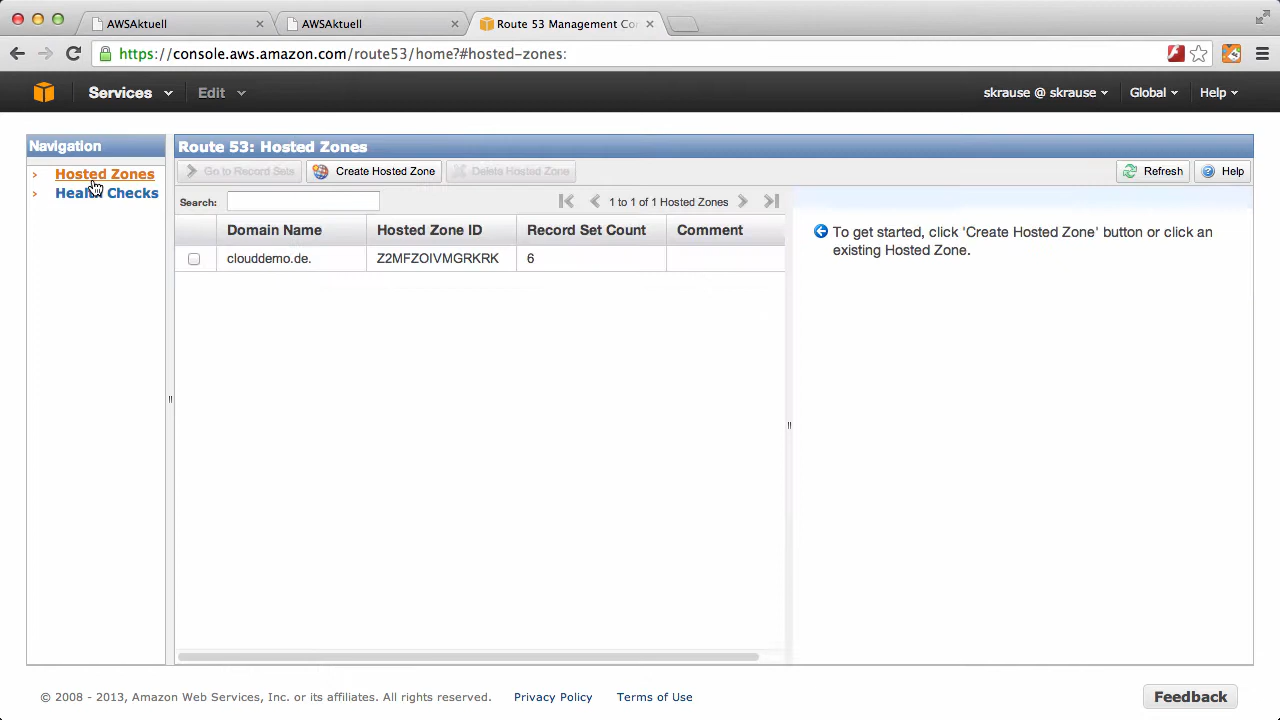 AWSAktuell
AWSAktuell
Route 53 Management Co
https://console.aws.amazon.com/route53/home?#hosted-zones:
Services
Edit
skrause @ skrause
Global
Help
Navigation
Hosted Zones
Health Checks
Route 53: Hosted Zones
Go to Record Sets
Create Hosted Zone
Delete Hosted Zone
Refresh
Help
Search:
1 to 1 of 1 Hosted Zones
Domain Name Hosted Zone ID Record Set Count Comment
clouddemo.de. Z2MFZOIVMGRKRK 6
To get started, click 'Create Hosted Zone' button or click an
existing Hosted Zone.
© 2008 - 2013, Amazon Web Services, Inc. or its affiliates. All rights reserved.
Privacy Policy
Terms of Use
Feedback